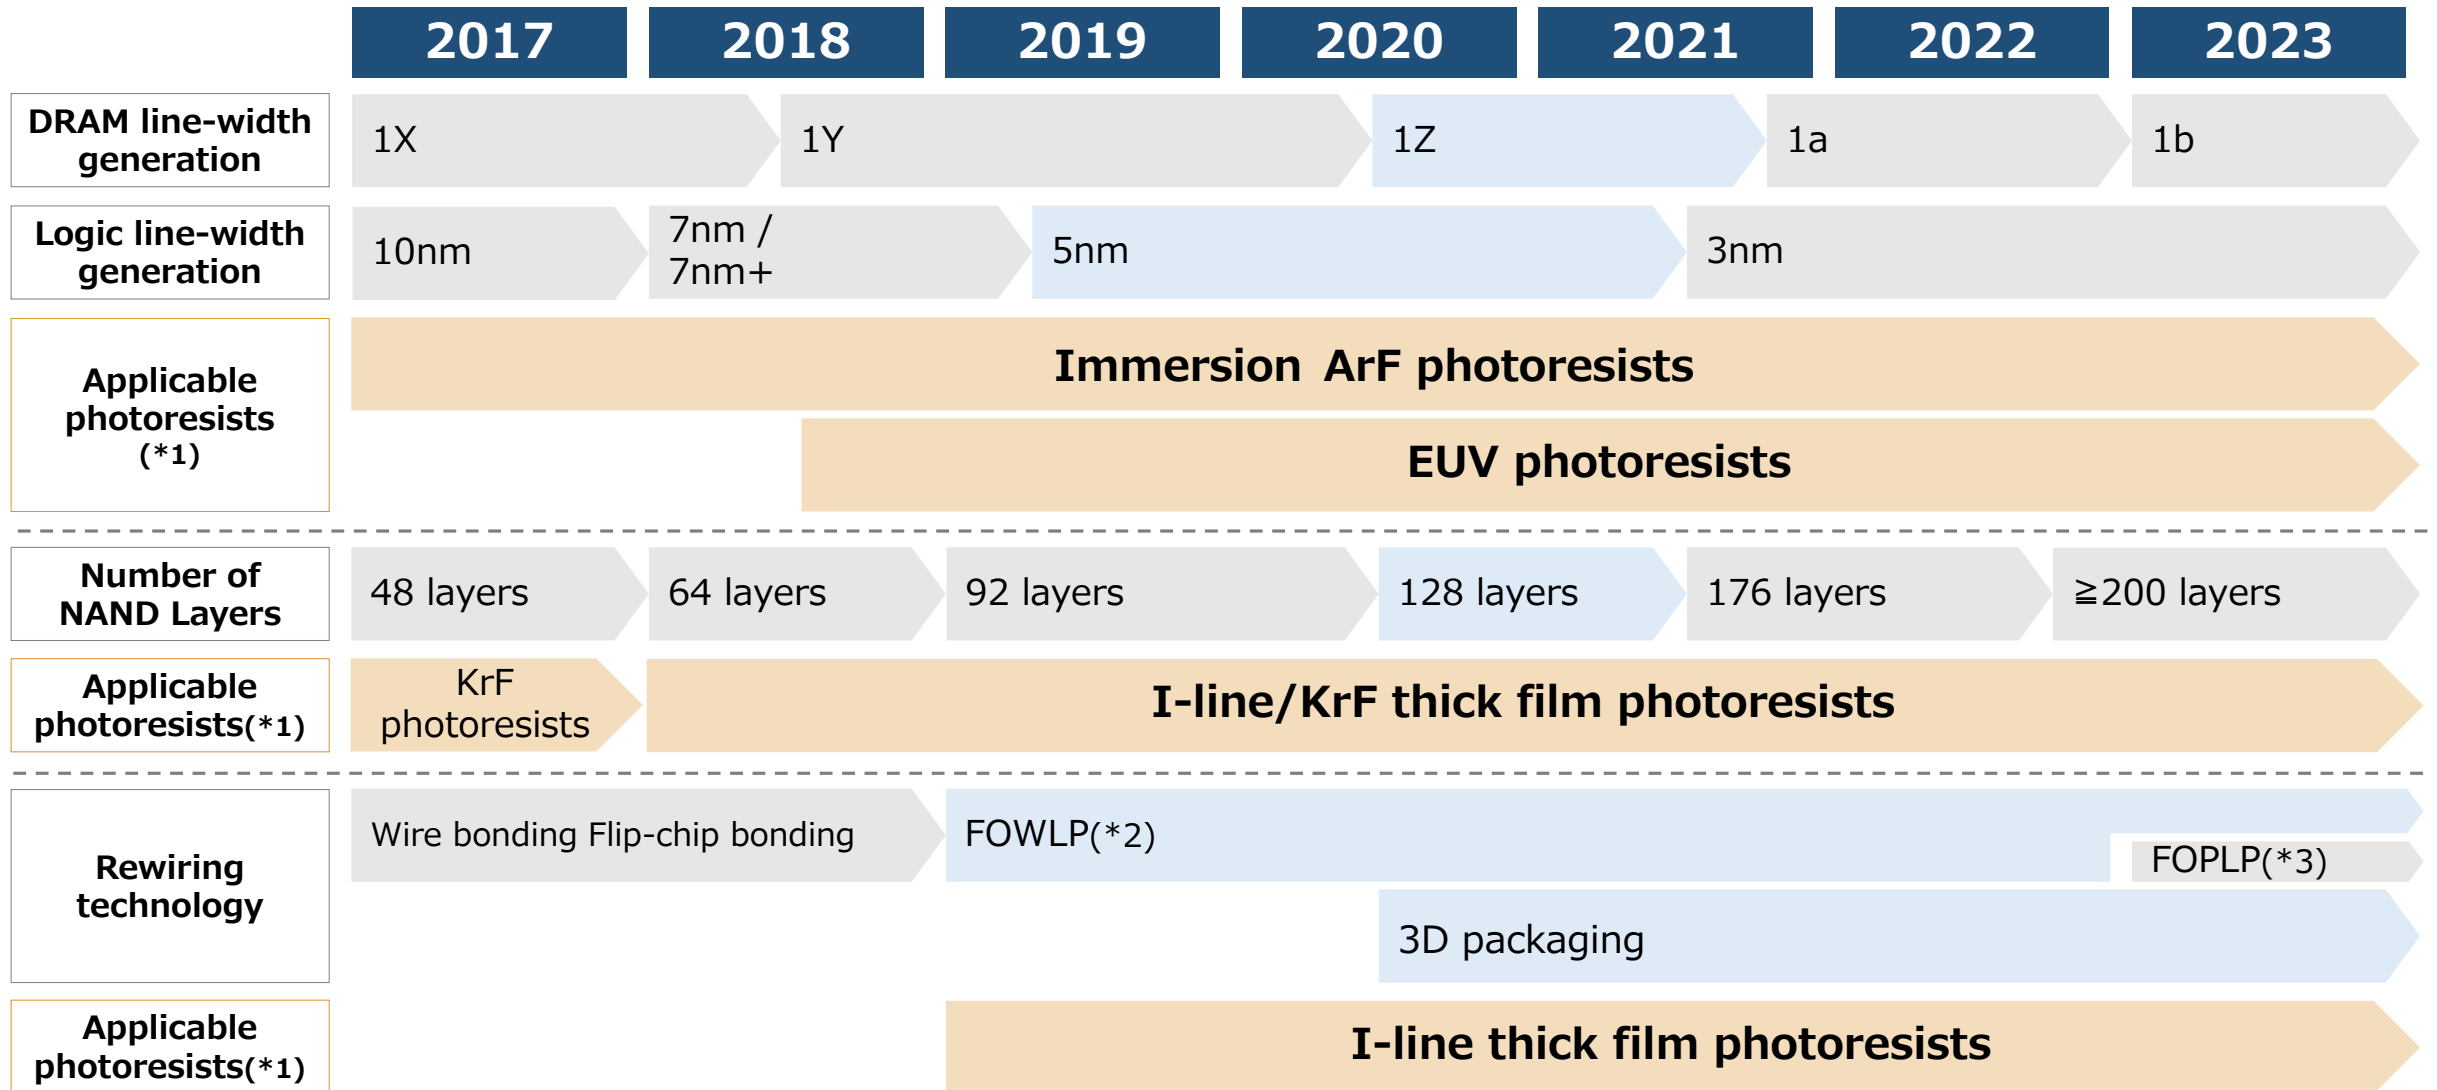 2017 2018 2019 2020 2021 2022 2023
DRAM line-width
generation
1X 1Y 1Z 1a 1b
Logic line-width
generation
10nm
7nm /
7nm+
5nm
3nm
Applicable
photoresists
(*1)
Immersion ArF photoresists
EUV photoresists
Number of
NAND Layers
48 layers 64 layers 92 layers 128 layers 176 layers ≧200 layers
Applicable
photoresists(*1)
KrF
photoresists
I-line/KrF thick film photoresists
Rewiring
technology
Wire bonding Flip-chip bonding
FOWLP(*2)
FOPLP(*3)
3D packaging
Applicable
photoresists(*1)
I-line thick film photoresists